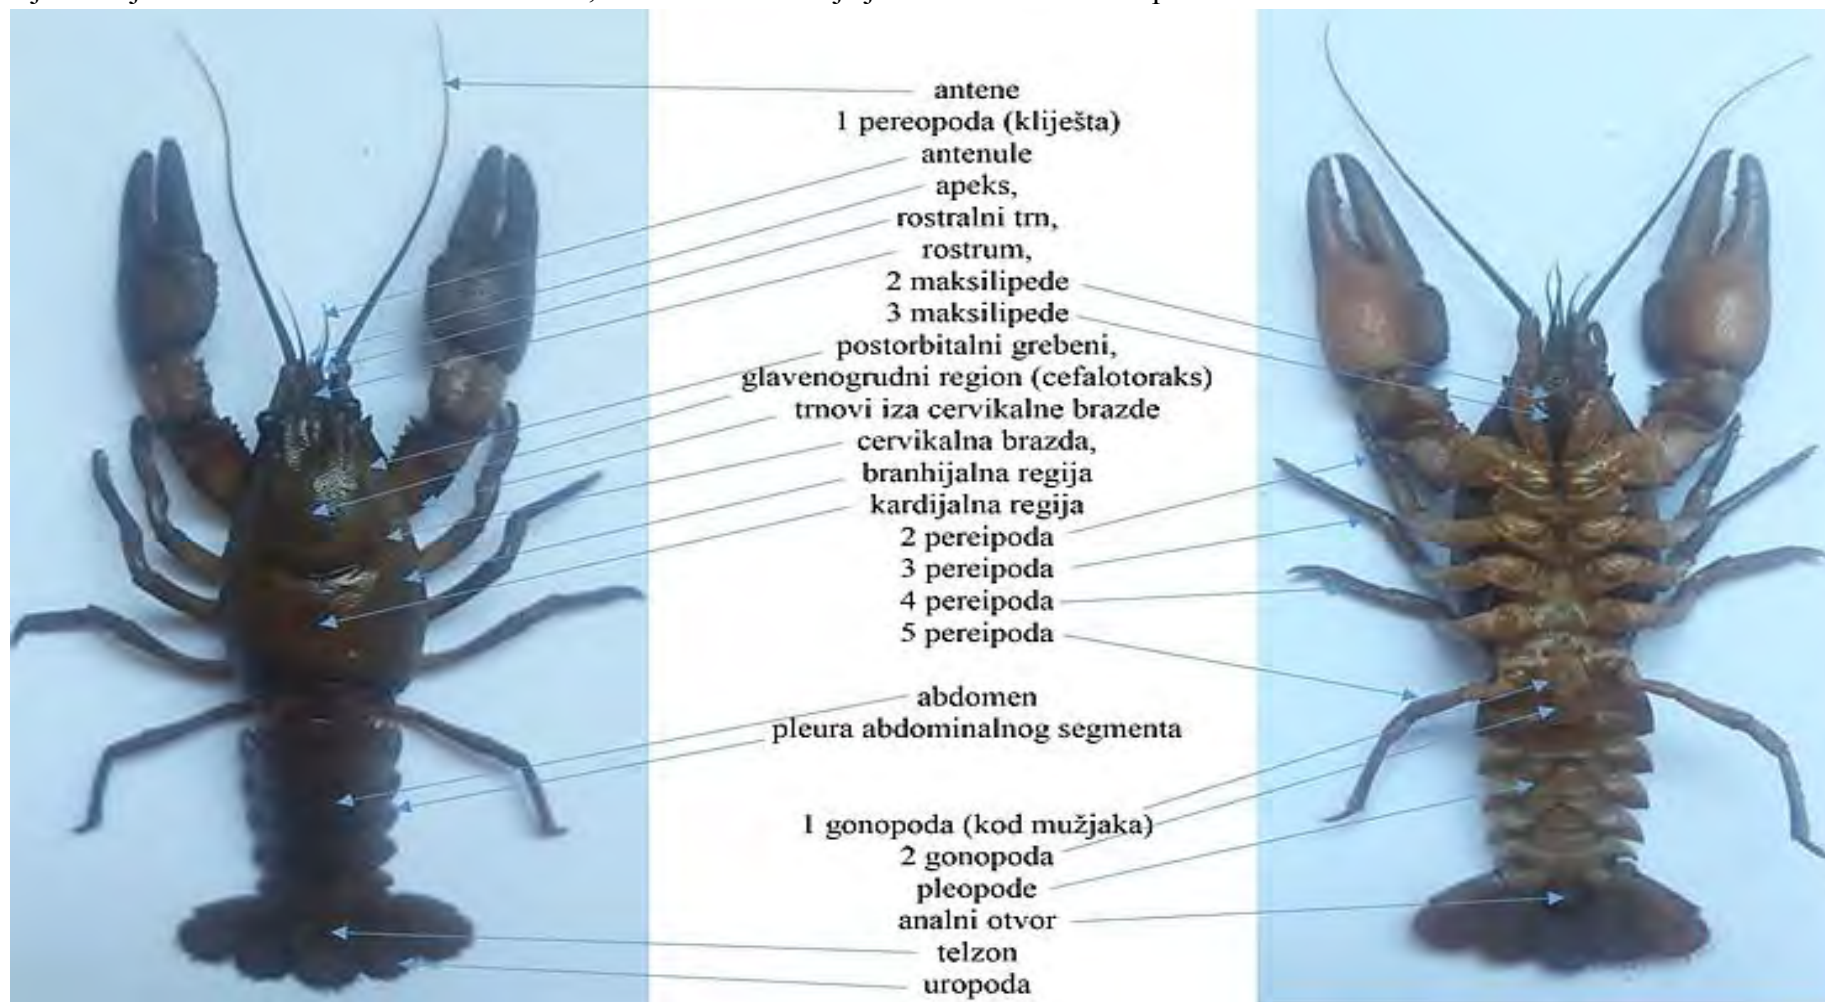 antene
1 pereopoda (kliješta)
antenule
apeks,
rostralni trn,
rostrum,
2 maksilipede
3 maksilipede
postorbitalni grebeni,
glavenogrudni region (cefalotoraks)
trnovi iza cervikalne brazde
cervikalna brazda,
branhijalna regija
kardijalna regija
2 pereipoda
3 pereipoda
4 pereipoda
5 pereipoda
abdomen
pleura abdominalnog segmenta
1 gonopoda (kod mužjaka)
2 gonopoda
pleopode
analni otvor
telzon
uropoda